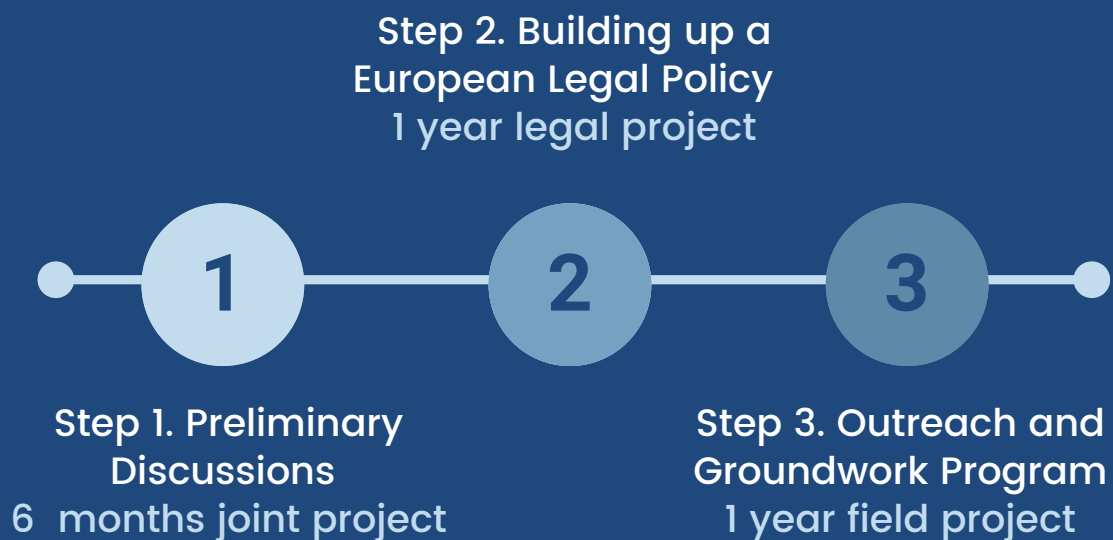 Step 2. Building up a
European Legal Policy
1 year legal project
1
2
3
Step 1. Preliminary
Discussions
6 months joint project
Step 3. Outreach and
Groundwork Program
1 year field project